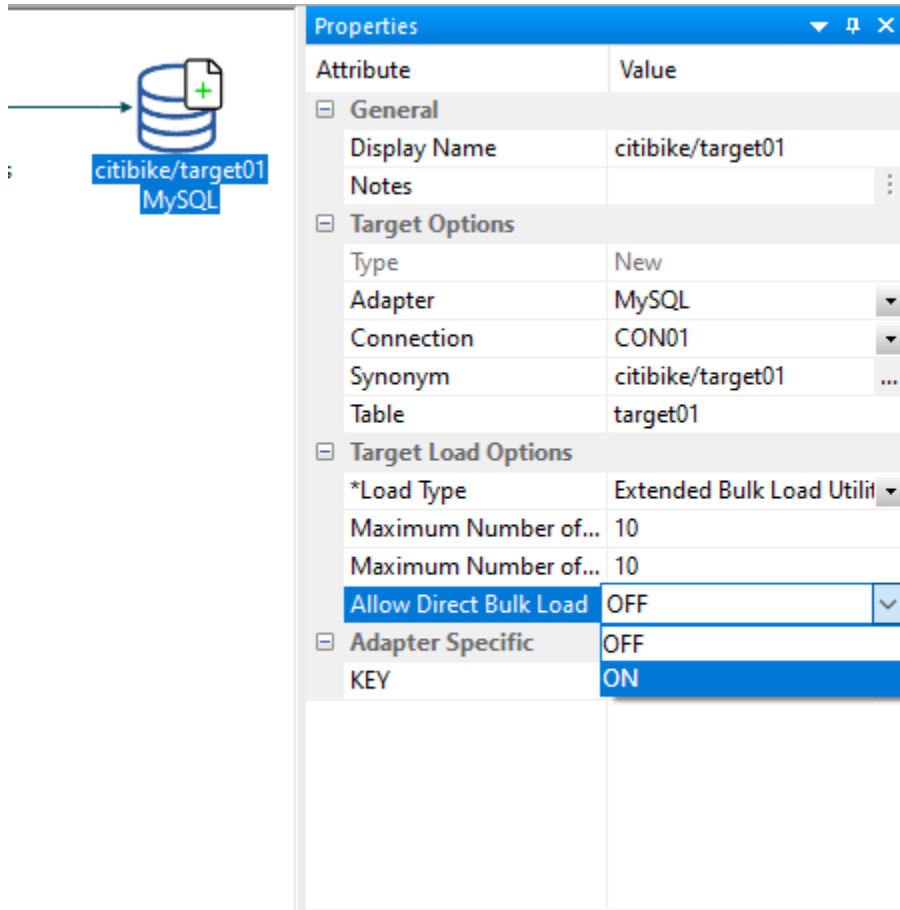 Properties
Attribute Value
General
Display Name citibike/target01
Notes
Target Options
Type New
Adapter MySQL
Connection CON01
Synonym citibike/target01 ...
Table target01
Target Load Options
*Load Type Extended Bulk Load Utilit
Maximum Number of... 10
Maximum Number of... 10
Allow Direct Bulk Load OFF
OFF
Adapter Specific
ON
KEY
s
citibike/target01
MySQL